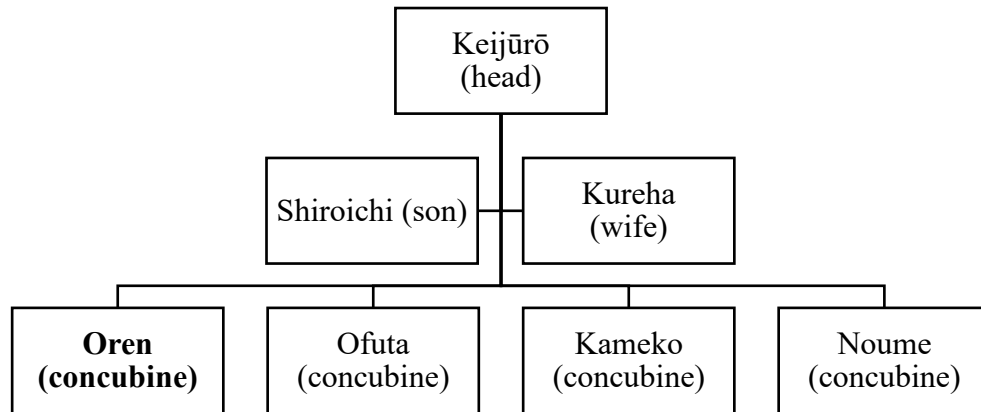 Keijūrō
(head)
Shiroichi (son)
Kureha
(wife)
Oren
(concubine)
Ofuta
(concubine)
Kameko
(concubine)
Noume
(concubine)